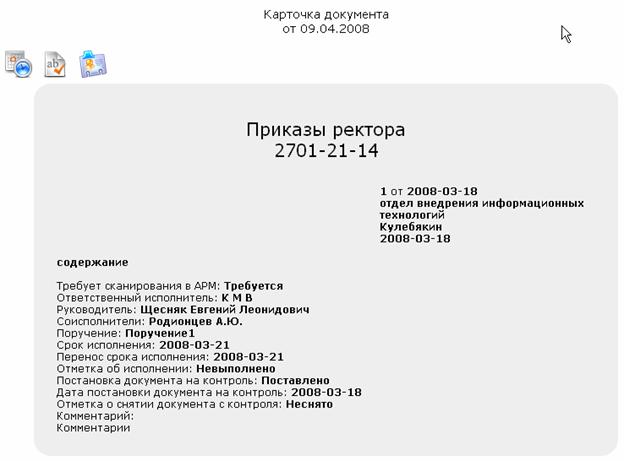 Карточка документа
от 09.04.2008
ab
Приказы ректора
2701-21-14
1 от 2008-03-18
отдел внедрения информационных
технологий
Кулебякин
2008-03-18
содержание
Требует сканирования в АРМ: Требуется
Ответственный исполнитель: К М В
Руководитель: Щесняк Евгений Леонидович
Соисполнители: Родионцев А.Ю.
Поручение: Поручение1
Срок исполнения: 2008-03-21
Перенос срока исполнения: 2008-03-21
Отметка об исполнении: Невыполнено
Постановка документа на контроль: Поставлено
Дата постановки документа на контроль: 2008-03-18
Отметка о снятии документа с контроля: Неснято
Комментарий:
Комментарии